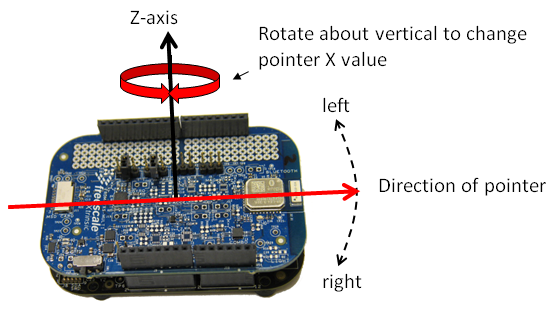 Z-axis
Rotate about vertical to change
pointer X value
left
Direction of pointer
right
freescale
BLUETOOTH